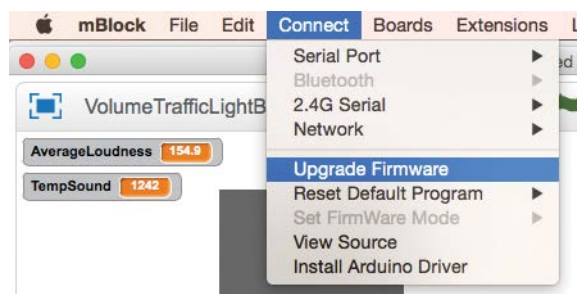 mBlock File Edit Connect Boards Extensions
Serial Port
Bluetooth
2.4G Serial
Network
Upgrade Firmware
Reset Default Program
Set FirmWare Mode
View Source
Install Arduino Driver
VolumeTrafficLightB
AverageLoudness 154.9
TempSound 1242